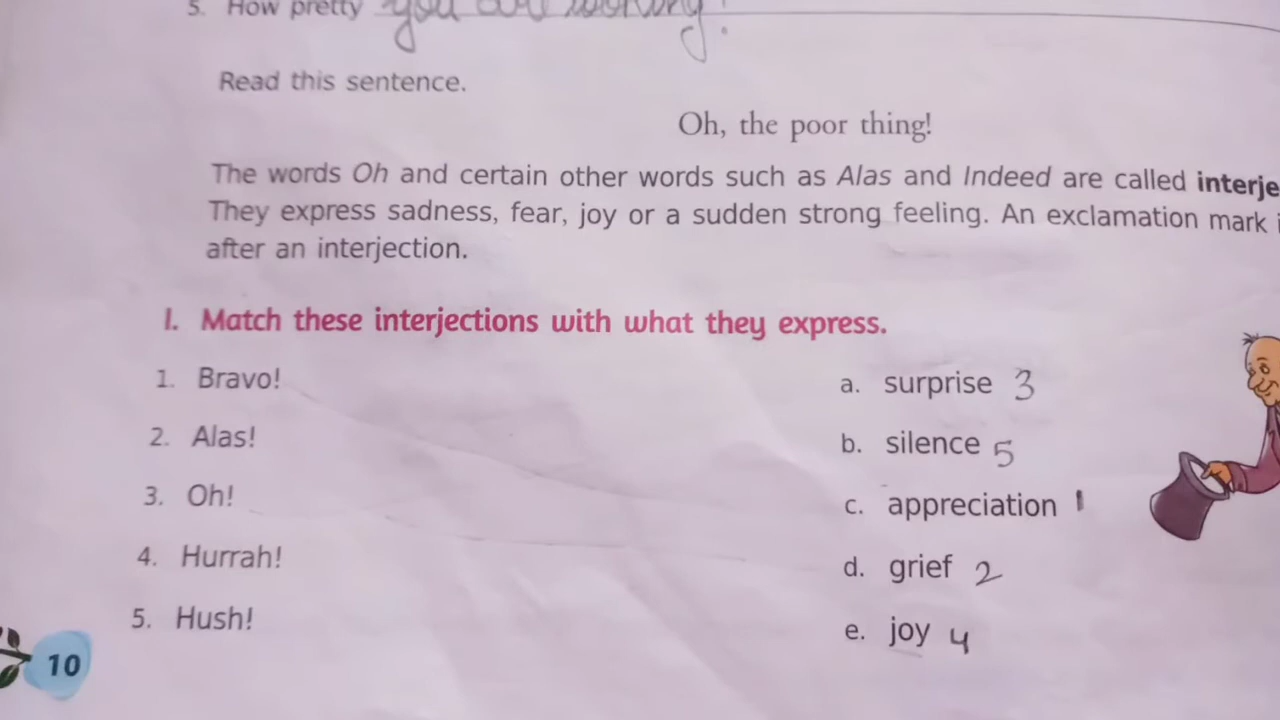 5. How pretty you are looking!
Read this sentence.
Oh, the poor thing!
The words Oh and certain other words such as Alas and Indeed are called interje
They express sadness, fear, joy or a sudden strong feeling. An exclamation mark i
after an interjection.
I. Match these interjections with what they express.
1. Bravo!
a. surprise 3
2. Alas!
b. silence 5
3. Oh!
c. appreciation 1
4. Hurrah!
d. grief 2
5. Hush!
e. joy 4
10